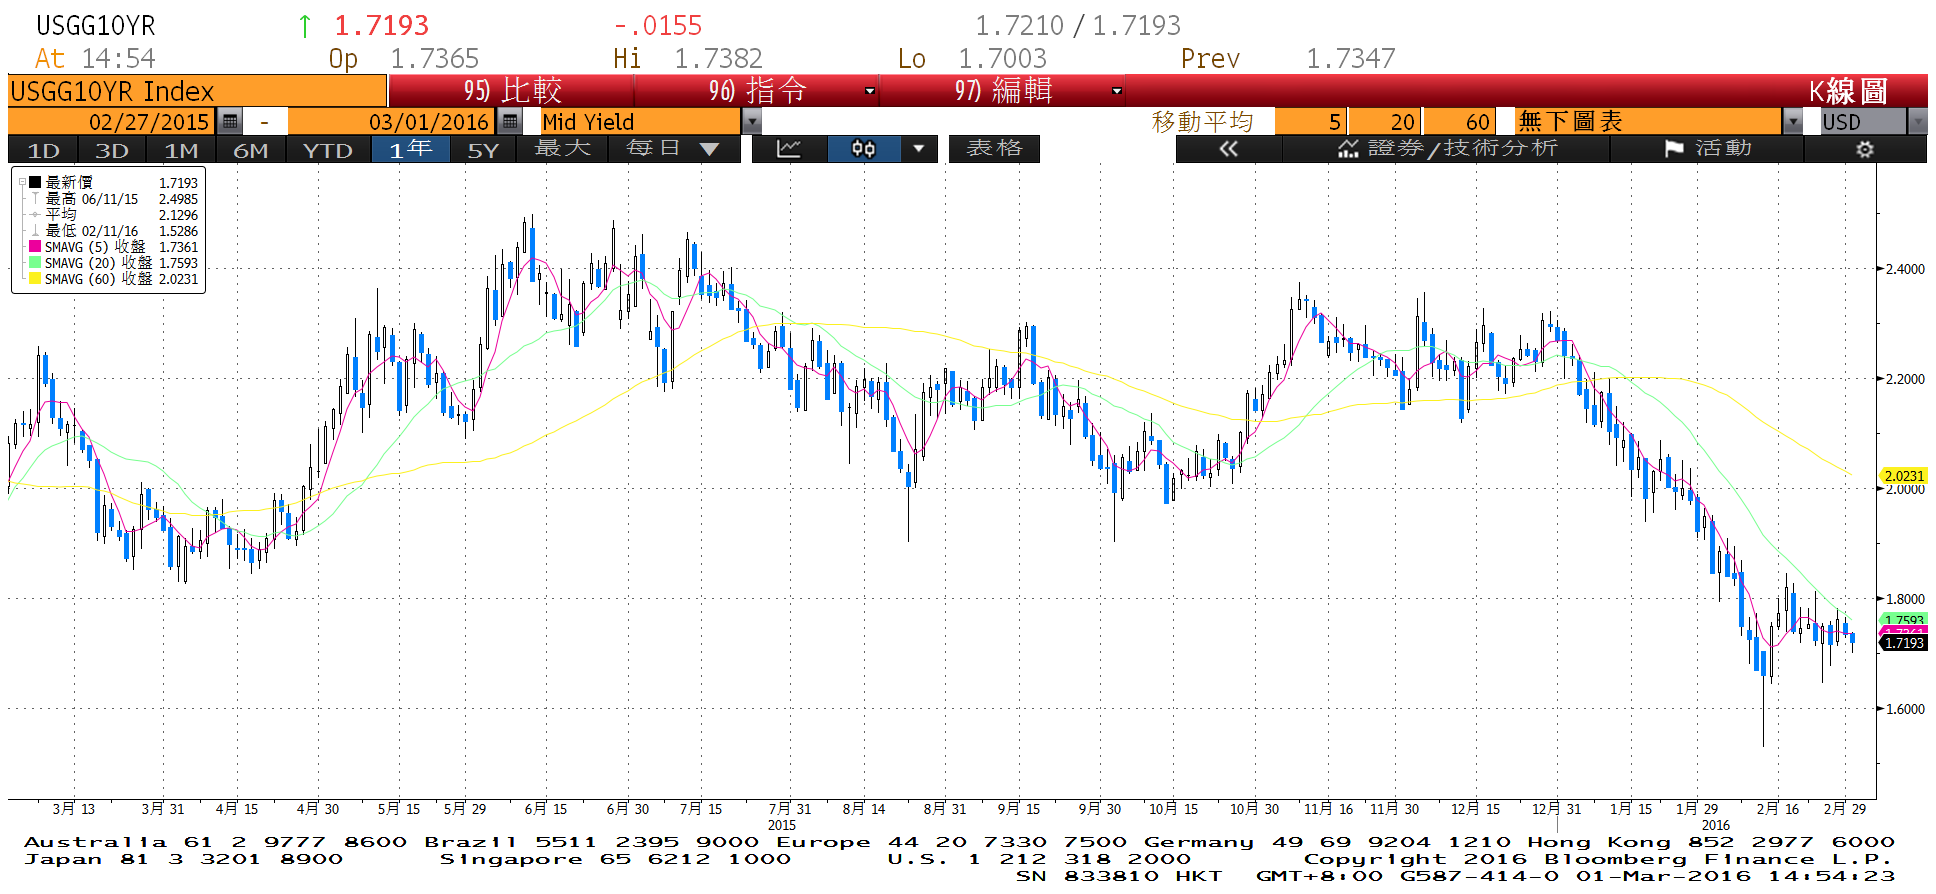 USGG10YR ↑ 1.7193 -.0155 1.7210 / 1.7193
At 14:54 Op 1.7365 Hi 1.7382 Lo 1.7003 Prev 1.7347
USGG10YR Index 95) 比較 96) 指令 97) 編輯 K線圖
02/27/2015 - 03/01/2016 Mid Yield 移動平均 5 20 60 無下圖表 USD
1D 3D 1M 6M YTD 1年 5Y 最大 每日 ▼ 表格 « 證券/技術分析 活動
最新價 1.7193
最高 06/11/15 2.4985
平均 2.1296
最低 02/11/16 1.5286
SMAVG (5) 收盤 1.7361
SMAVG (20) 收盤 1.7593
SMAVG (60) 收盤 2.0231
2.4000
2.2000
2.0231
2.0000
1.8000
1.7593
1.7193
1.6000
3月 13 3月 31 4月 15 4月 30 5月 15 5月 29 6月 15 6月 30 7月 15 7月 31 8月 14 8月 31 9月 15 9月 30 10月 15 10月 30 11月 16 11月 30 12月 15 12月 31 1月 15 1月 29 2月 16 2月 29
2015 2016
Australia 61 2 9777 8600 Brazil 5511 2395 9000 Europe 44 20 7330 7500 Germany 49 69 9204 1210 Hong Kong 852 2977 6000
Japan 81 3 3201 8900 Singapore 65 6212 1000 U.S. 1 212 318 2000 Copyright 2016 Bloomberg Finance L.P.
SN 833810 HKT GMT+8:00 G587-414-0 01-Mar-2016 14:54:23